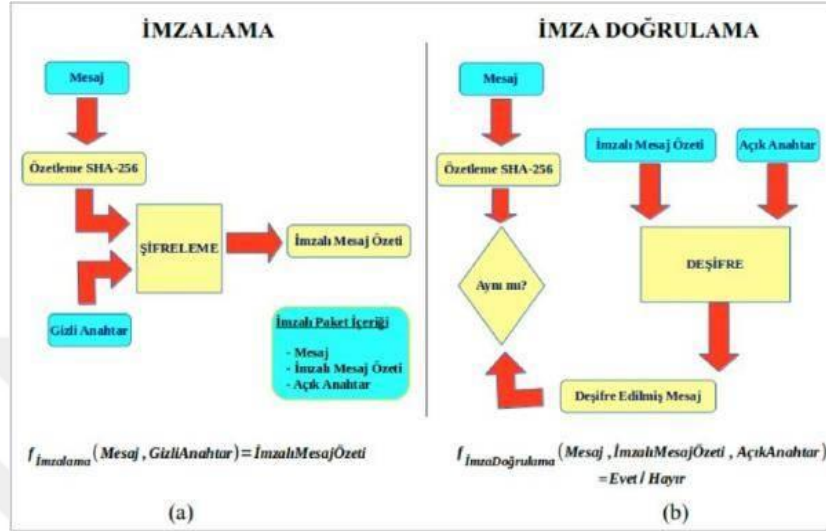 İMZALAMA
Mesaj
Özetleme SHA-256
ŞİFRELEME
İmzalı Mesaj Özeti
Gizli Anahtar
İmzalı Paket İçeriği
- Mesaj
- İmzalı Mesaj Özeti
- Açık Anahtar
f İmzalama (Mesaj , GizliAnahtar) = İmzalıMesajÖzeti
(a)
İMZA DOĞRULAMA
Mesaj
İmzalı Mesaj Özeti
Açık Anahtar
Özetleme SHA-256
Aynı mı?
DEŞİFRE
Deşifre Edilmiş Mesaj
f İmzaDoğrulama (Mesaj , İmzalıMesajÖzeti , AçıkAnahtar)
= Evet / Hayır
(b)